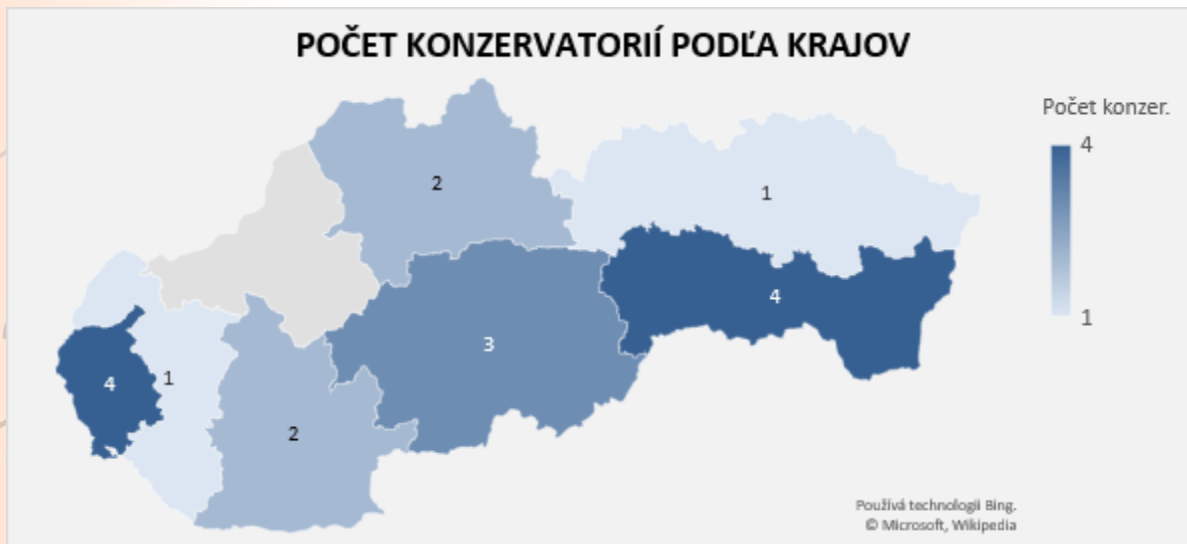 POČET KONZERVATORIÍ PODĽA KRAJOV
Počet konzer.
4
1
2
1
4
3
4
1
2
Používá technologii Bing.
© Microsoft, Wikipedia